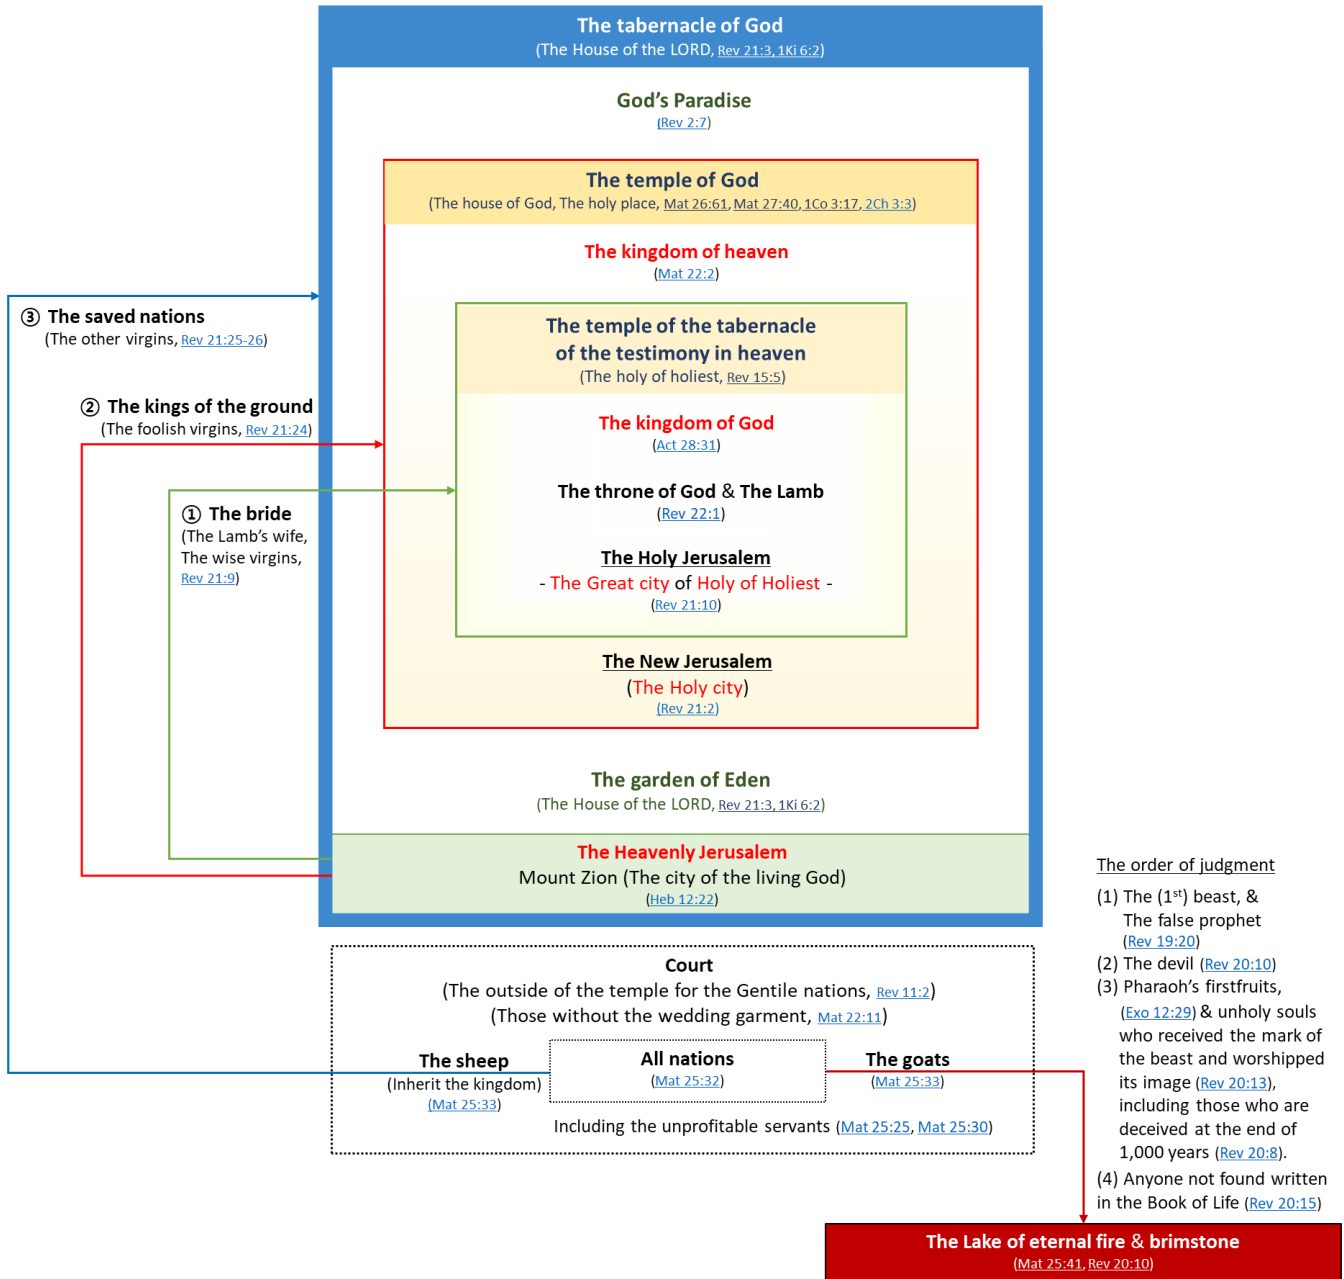 The tabernacle of God
(The House of the LORD, Rev 21:3, 1Ki 6:2)
God's Paradise
(Rev 2:7)
The temple of God
(The house of God, The holy place, Mat 26:61, Mat 27:40, 1Co 3:17, 2Ch 3:3)
The kingdom of heaven
(Mat 22:2)
The temple of the tabernacle
of the testimony in heaven
(The holy of holiest, Rev 15:5)
The kingdom of God
(Act 28:31)
The throne of God & The Lamb
(Rev 22:1)
The Holy Jerusalem
- The Great city of Holy of Holiest -
(Rev 21:10)
The New Jerusalem
(The Holy city)
(Rev 21:2)
The garden of Eden
(The House of the LORD, Rev 21:3, 1Ki 6:2)
The Heavenly Jerusalem
Mount Zion (The city of the living God)
(Heb 12:22)
③ The saved nations
(The other virgins, Rev 21:25-26)
② The kings of the ground
(The foolish virgins, Rev 21:24)
① The bride
(The Lamb's wife,
The wise virgins,
Rev 21:9)
Court
(The outside of the temple for the Gentile nations, Rev 11:2)
(Those without the wedding garment, Mat 22:11)
The sheep
(Inherit the kingdom)
(Mat 25:33)
All nations
(Mat 25:32)
The goats
(Mat 25:33)
Including the unprofitable servants (Mat 25:25, Mat 25:30)
The order of judgment
(1) The (1st) beast, &
The false prophet
(Rev 19:20)
(2) The devil (Rev 20:10)
(3) Pharaoh's firstfruits,
(Exo 12:29) & unholy souls
who received the mark of
the beast and worshipped
its image (Rev 20:13),
including those who are
deceived at the end of
1,000 years (Rev 20:8).
(4) Anyone not found written
in the Book of Life (Rev 20:15)
The Lake of eternal fire & brimstone
(Mat 25:41, Rev 20:10)